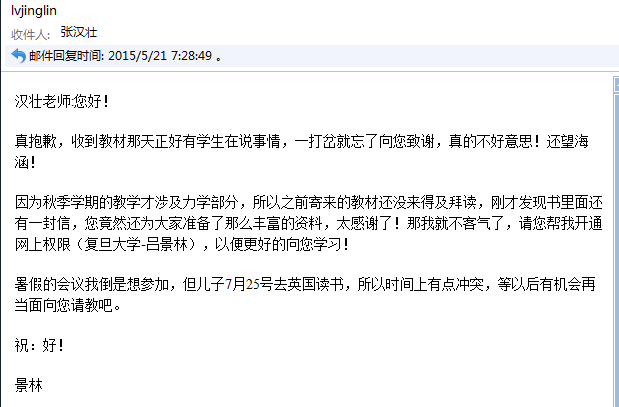 lvjinglin
收件人: 张汉壮
邮件回复时间: 2015/5/21 7:28:49 。
汉壮老师:您好！
真抱歉，收到教材那天正好有学生在说事情，一打岔就忘了向您致谢，真的不好意思！还望海
涵！
因为秋季学期的教学才涉及力学部分，所以之前寄来的教材还没来得及拜读，刚才发现书里面还
有一封信，您竟然还为大家准备了那么丰富的资料，太感谢了！那我就不客气了，请您帮我开通
网上权限（复旦大学-吕景林），以便更好的向您学习！
暑假的会议我倒是想参加，但儿子7月25号去英国读书，所以时间上有点冲突，等以后有机会再
当面向您请教吧。
祝：好！
景林